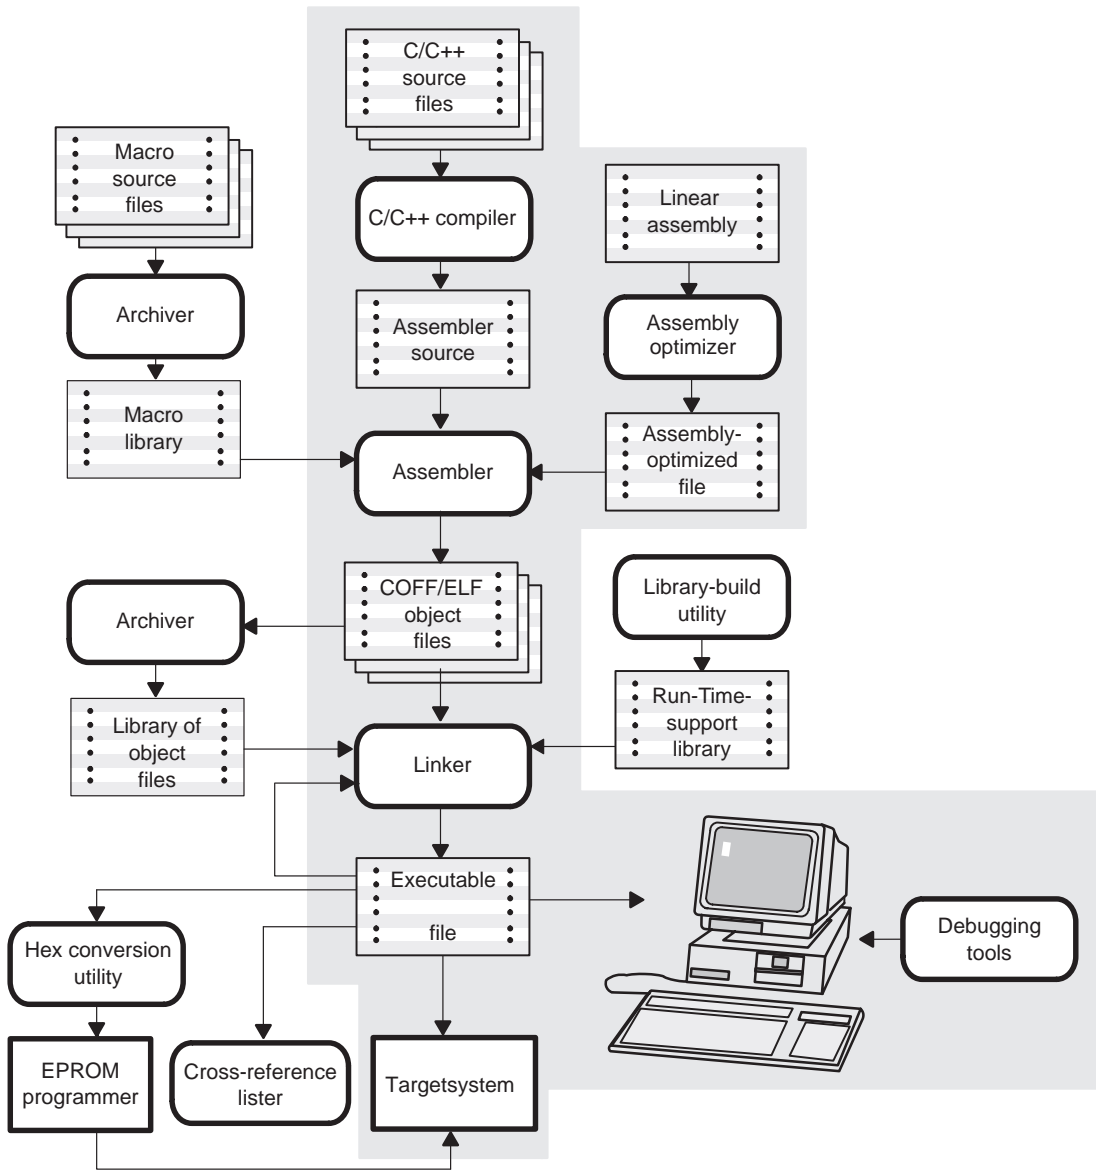 C/C++
source
files
Macro
source
files
C/C++ compiler
Linear
assembly
Archiver
Assembler
source
Assembly
optimizer
Macro
library
Assembler
Assembly-
optimized
file
Archiver
COFF/ELF
object
files
Library-build
utility
Library of
object
files
Linker
Run-Time-
support
library
Executable
file
Debugging
tools
Hex conversion
utility
EPROM
programmer
Cross-reference
lister
Targetsystem